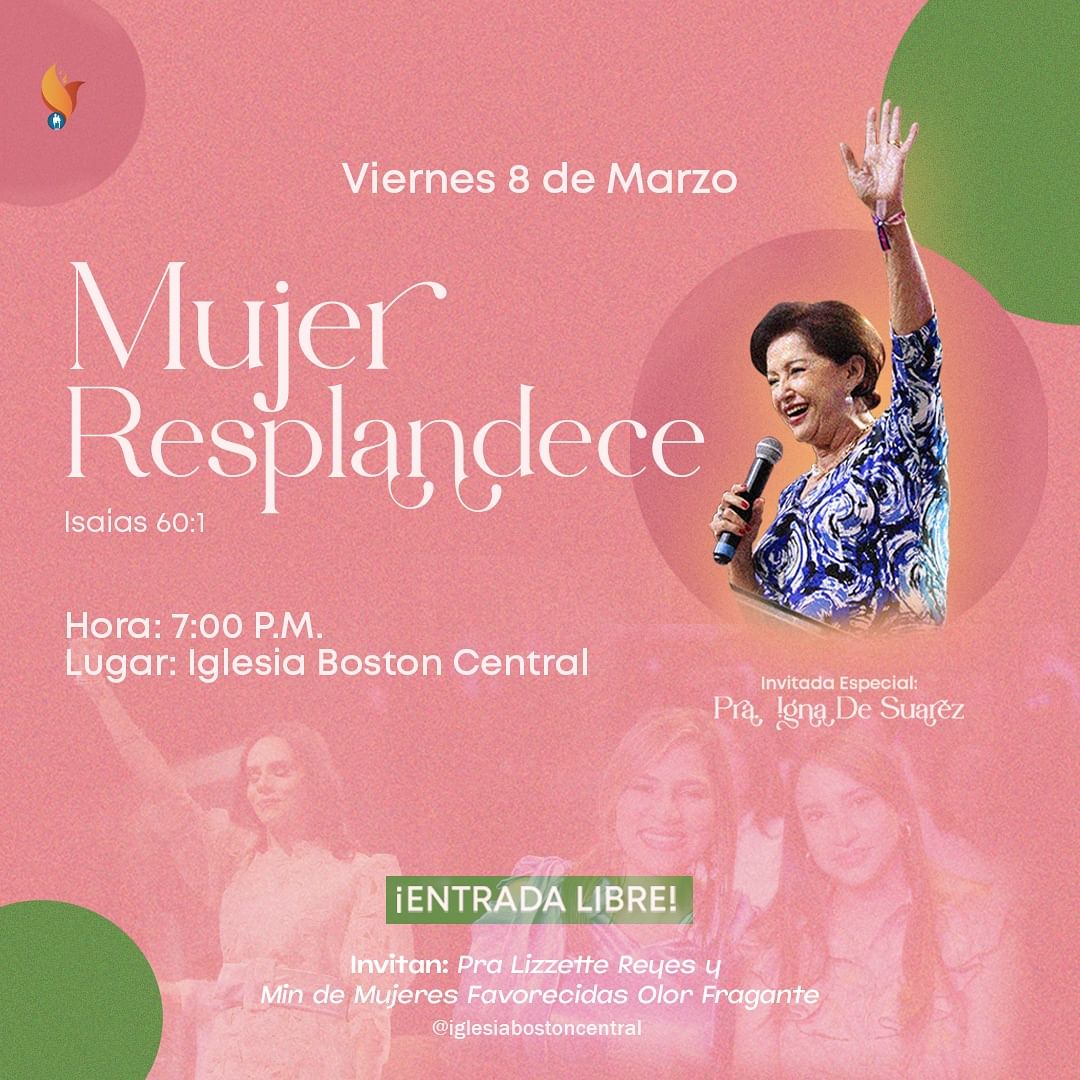 Viernes 8 de Marzo
Mujer
Resplandece
Isaías 60:1
Hora: 7:00 P.M.
Lugar: Iglesia Boston Central
Invitada Especial:
Pra. Igna De Suarez
¡ENTRADA LIBRE!
Invitan: Pra Lizzette Reyes y
Min de Mujeres Favorecidas Olor Fragante
@iglesiabostoncentral